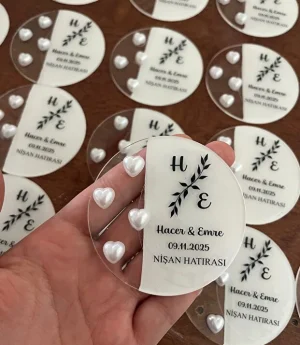 H
E
Hacer & Emre
09.11.2025
NİŞAN HATIRASI